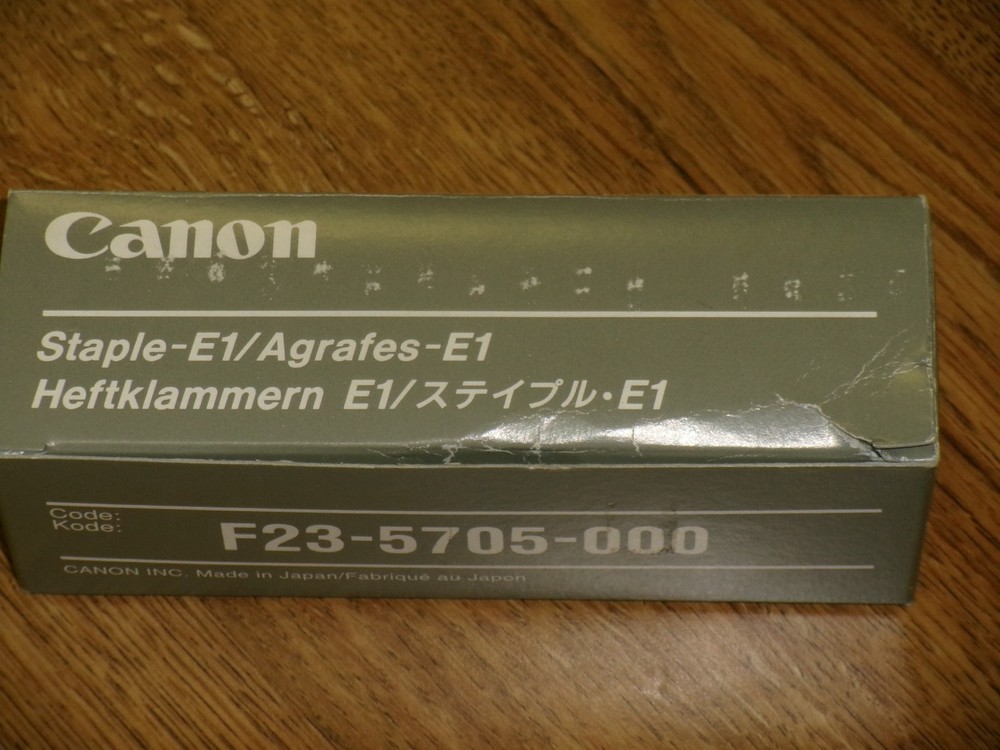 Canon
Staple-E1/Agrafes-E1
Heftklammern E1/ステイプル・E1
Code:
Kode:
F23-5705-000
CANON INC. Made in Japan/Fabriqué au Japon